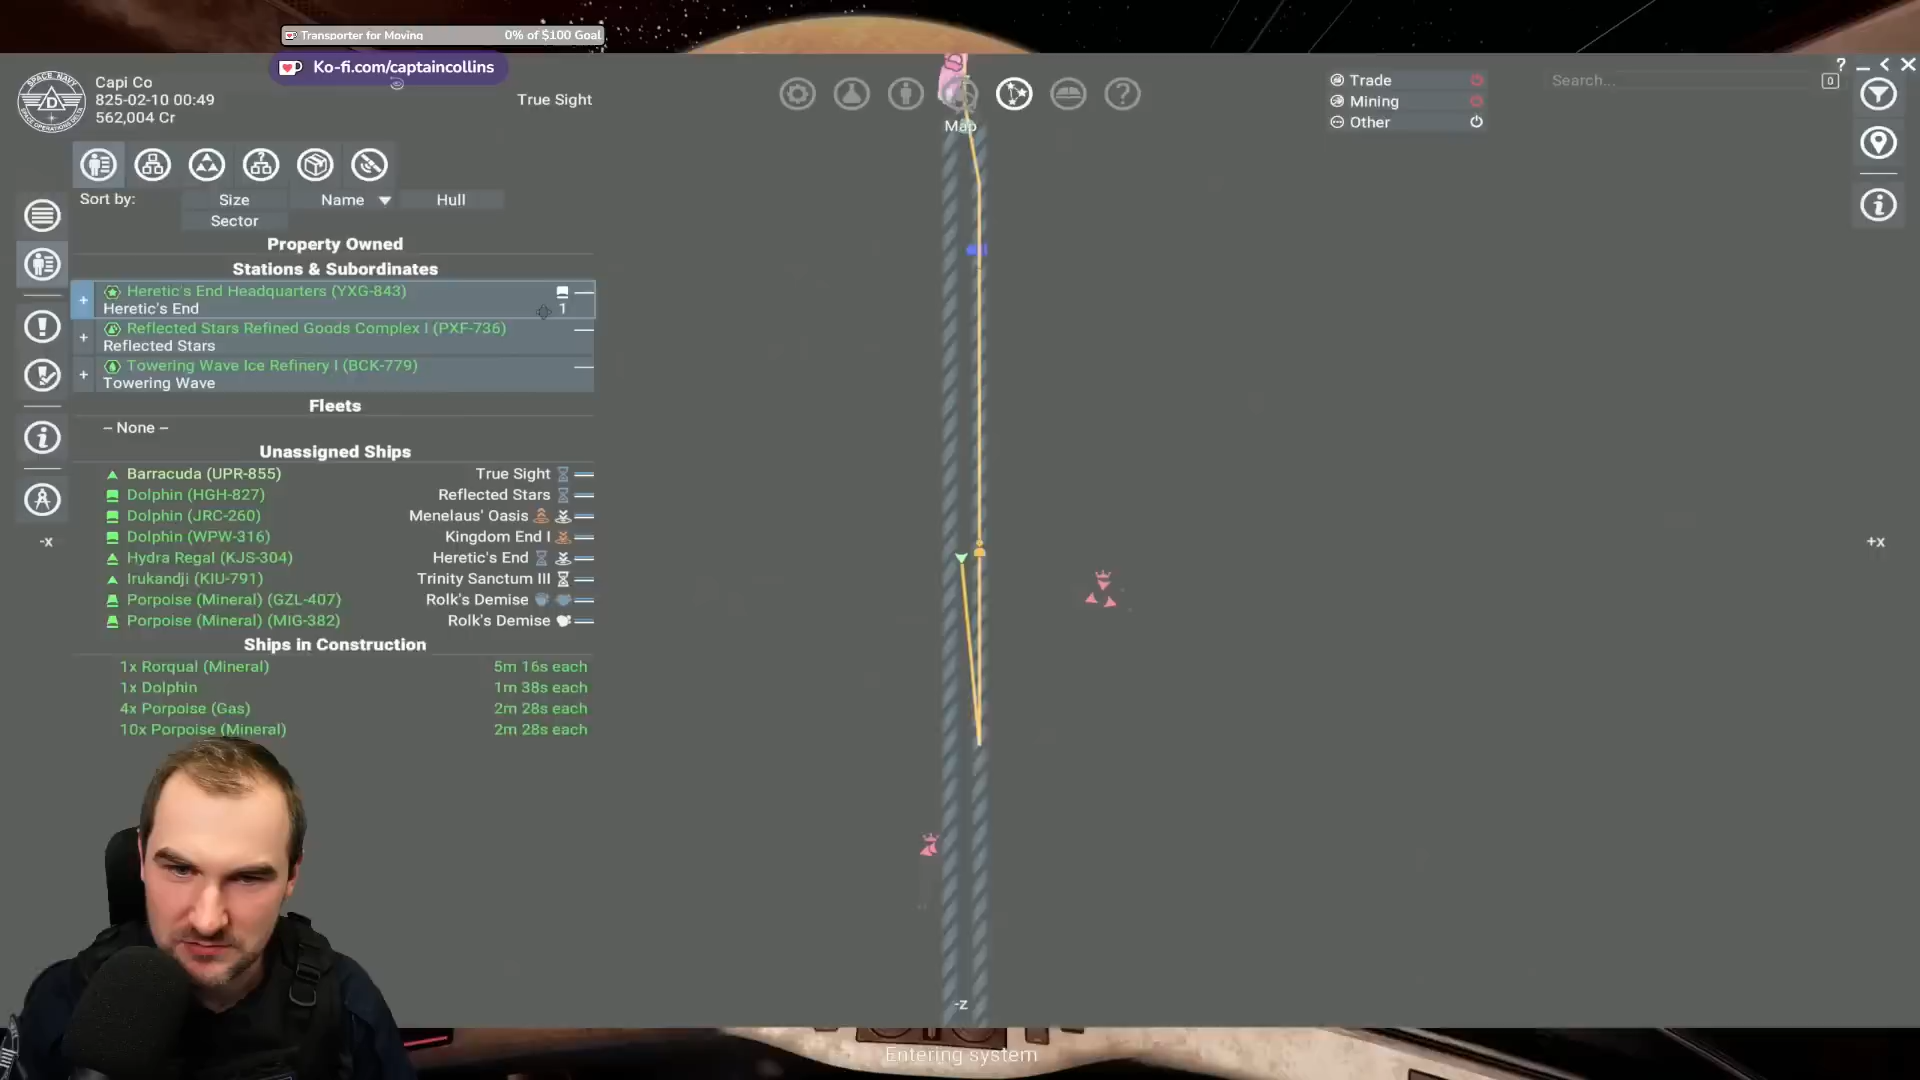 Transporter for Moving 0% of $100 Goal
Ko-fi.com/captaincollins
Capi Co
825-02-10 00:49
562,004 Cr
True Sight
Map
Trade
Mining
Other
Search...
D
?
Sort by: Size Name Hull
Sector
Property Owned
Stations & Subordinates
+ Heretic's End Headquarters (YXG-843)
Heretic's End 1
+ Reflected Stars Refined Goods Complex I (PXF-736)
Reflected Stars
+ Towering Wave Ice Refinery I (BCK-779)
Towering Wave
Fleets
– None –
Unassigned Ships
Barracuda (UPR-855) True Sight
Dolphin (HGH-827) Reflected Stars
Dolphin (JRC-260) Menelaus' Oasis
Dolphin (WPW-316) Kingdom End I
Hydra Regal (KJS-304) Heretic's End
Irukandji (KIU-791) Trinity Sanctum III
Porpoise (Mineral) (GZL-407) Rolk's Demise
Porpoise (Mineral) (MIG-382) Rolk's Demise
Ships in Construction
1x Rorqual (Mineral) 5m 16s each
1x Dolphin 1m 38s each
4x Porpoise (Gas) 2m 28s each
10x Porpoise (Mineral) 2m 28s each
-x
+x
-z
Entering system